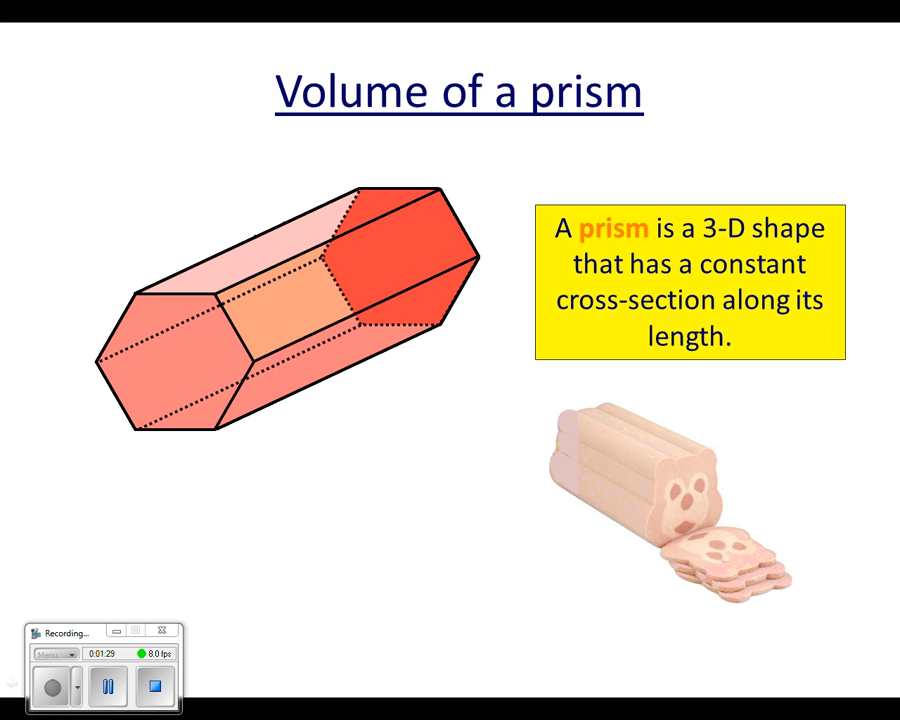 Volume of a prism
A prism is a 3-D shape
that has a constant
cross-section along its
length.
Recording...
Menu
0:01:29
8.0 fps